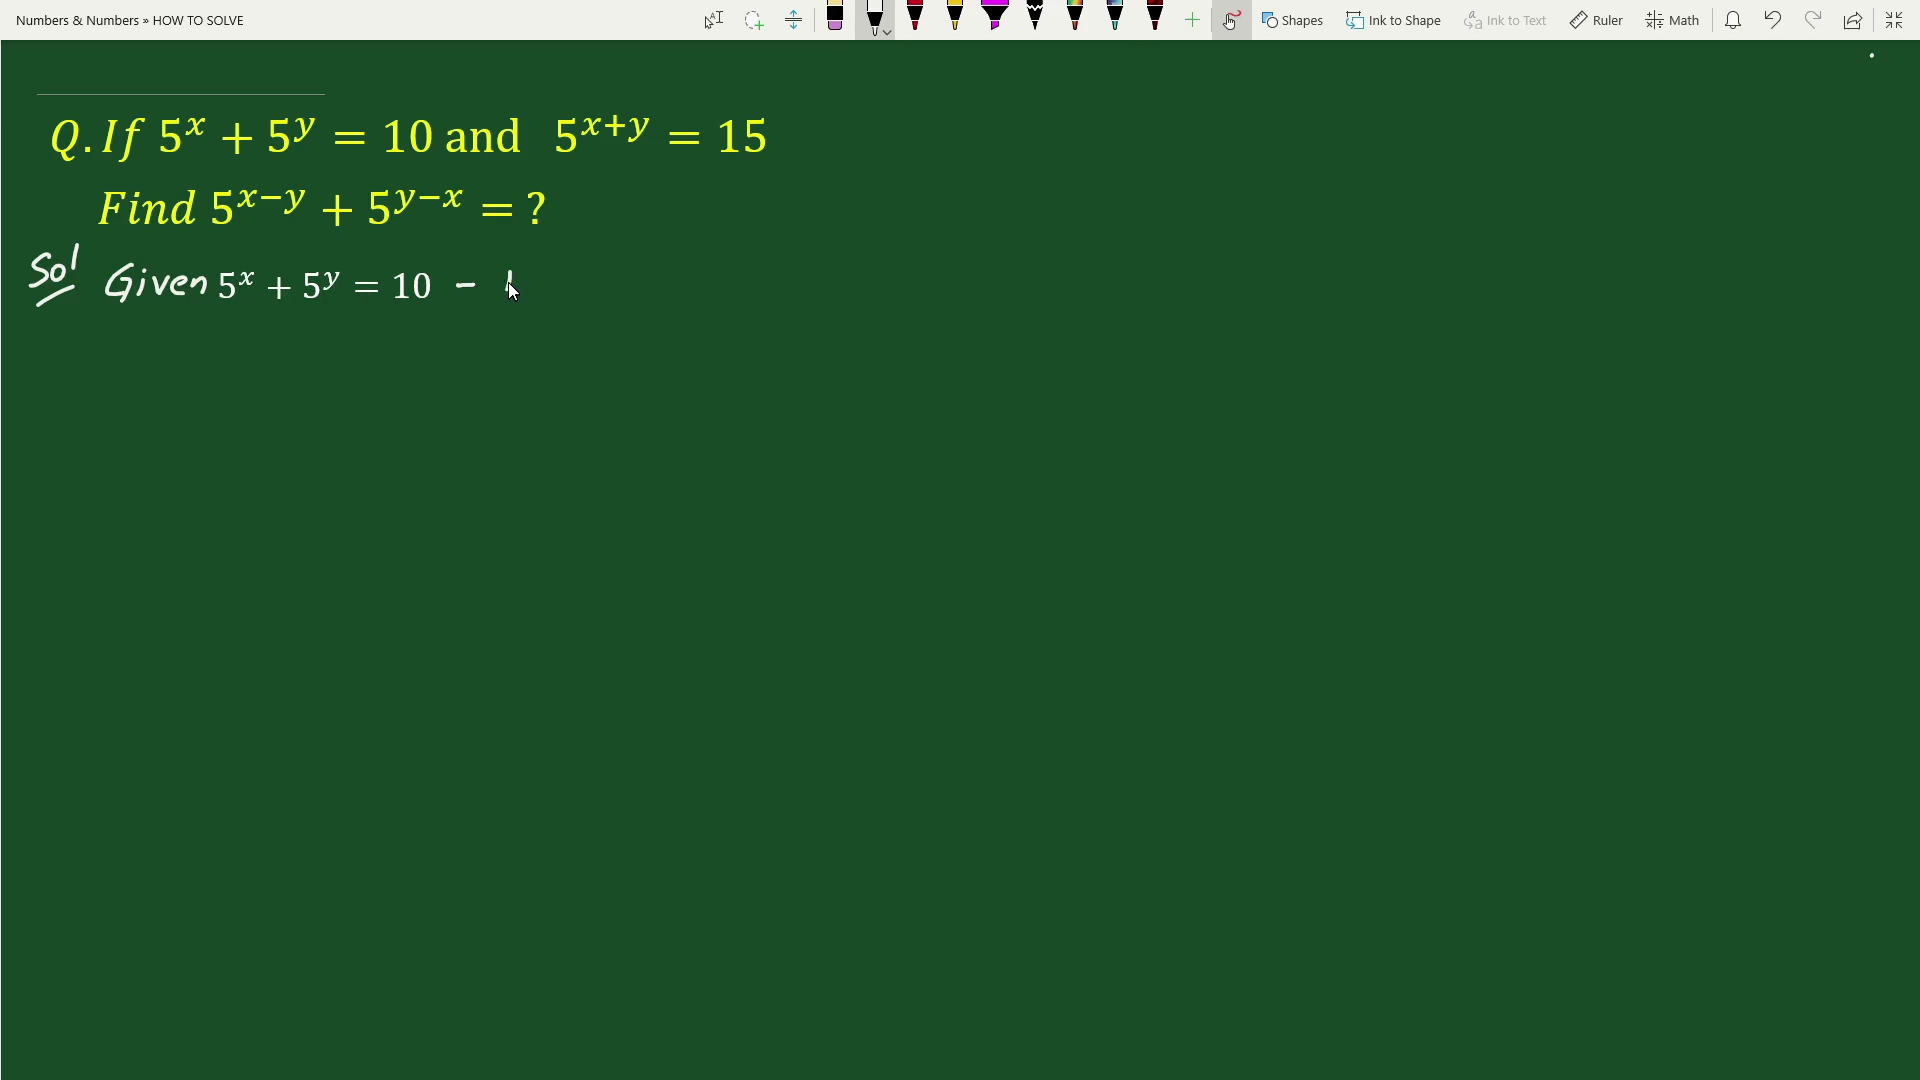 Numbers & Numbers » HOW TO SOLVE
Shapes Ink to Shape Ink to Text Ruler Math
Q. If 5^x + 5^y = 10 and 5^{x+y} = 15
Find 5^{x−y} + 5^{y−x} = ?
Sol Given 5^x + 5^y = 10 −